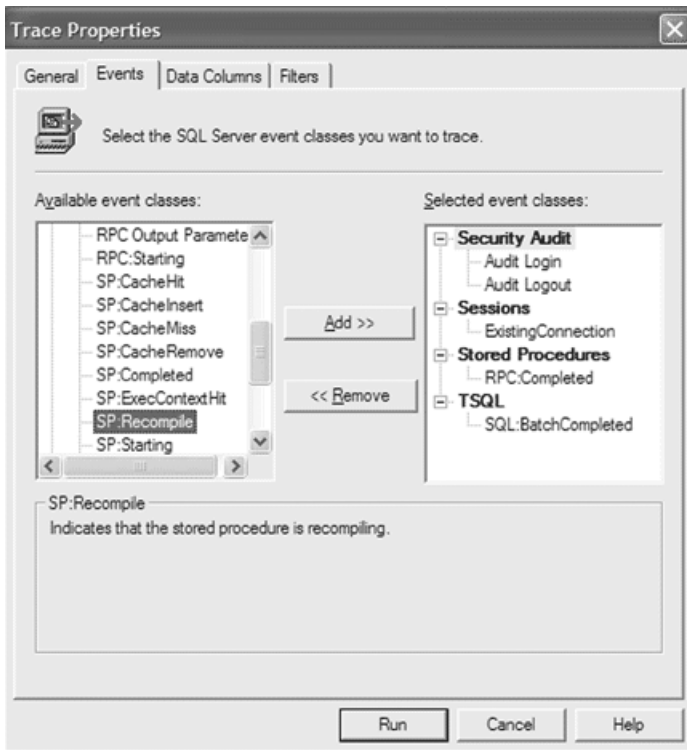 Trace Properties
General Events Data Columns Filters
Select the SQL Server event classes you want to trace.
Available event classes:
RPC Output Paramete
RPC:Starting
SP:CacheHit
SP:CacheInsert
SP:CacheMiss
SP:CacheRemove
SP:Completed
SP:ExecContextHit
SP:Recompile
SP:Starting
Add >>
<< Remove
Selected event classes:
Security Audit
Audit Login
Audit Logout
Sessions
ExistingConnection
Stored Procedures
RPC:Completed
TSQL
SQL:BatchCompleted
SP:Recompile
Indicates that the stored procedure is recompiling.
Run Cancel Help